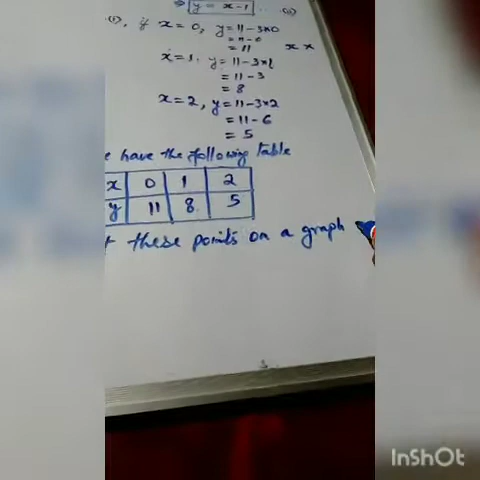 ⇒ y = x-1 ... (ii)
(i), if x = 0, y = 11-3×0
= 11-0
= 11 x x
x = 1, y = 11-3×1
= 11-3
= 8
x = 2, y = 11-3×2
= 11-6
= 5
e have the following table
x 0 1 2
y 11 8 5
t these points on a graph
InShOt